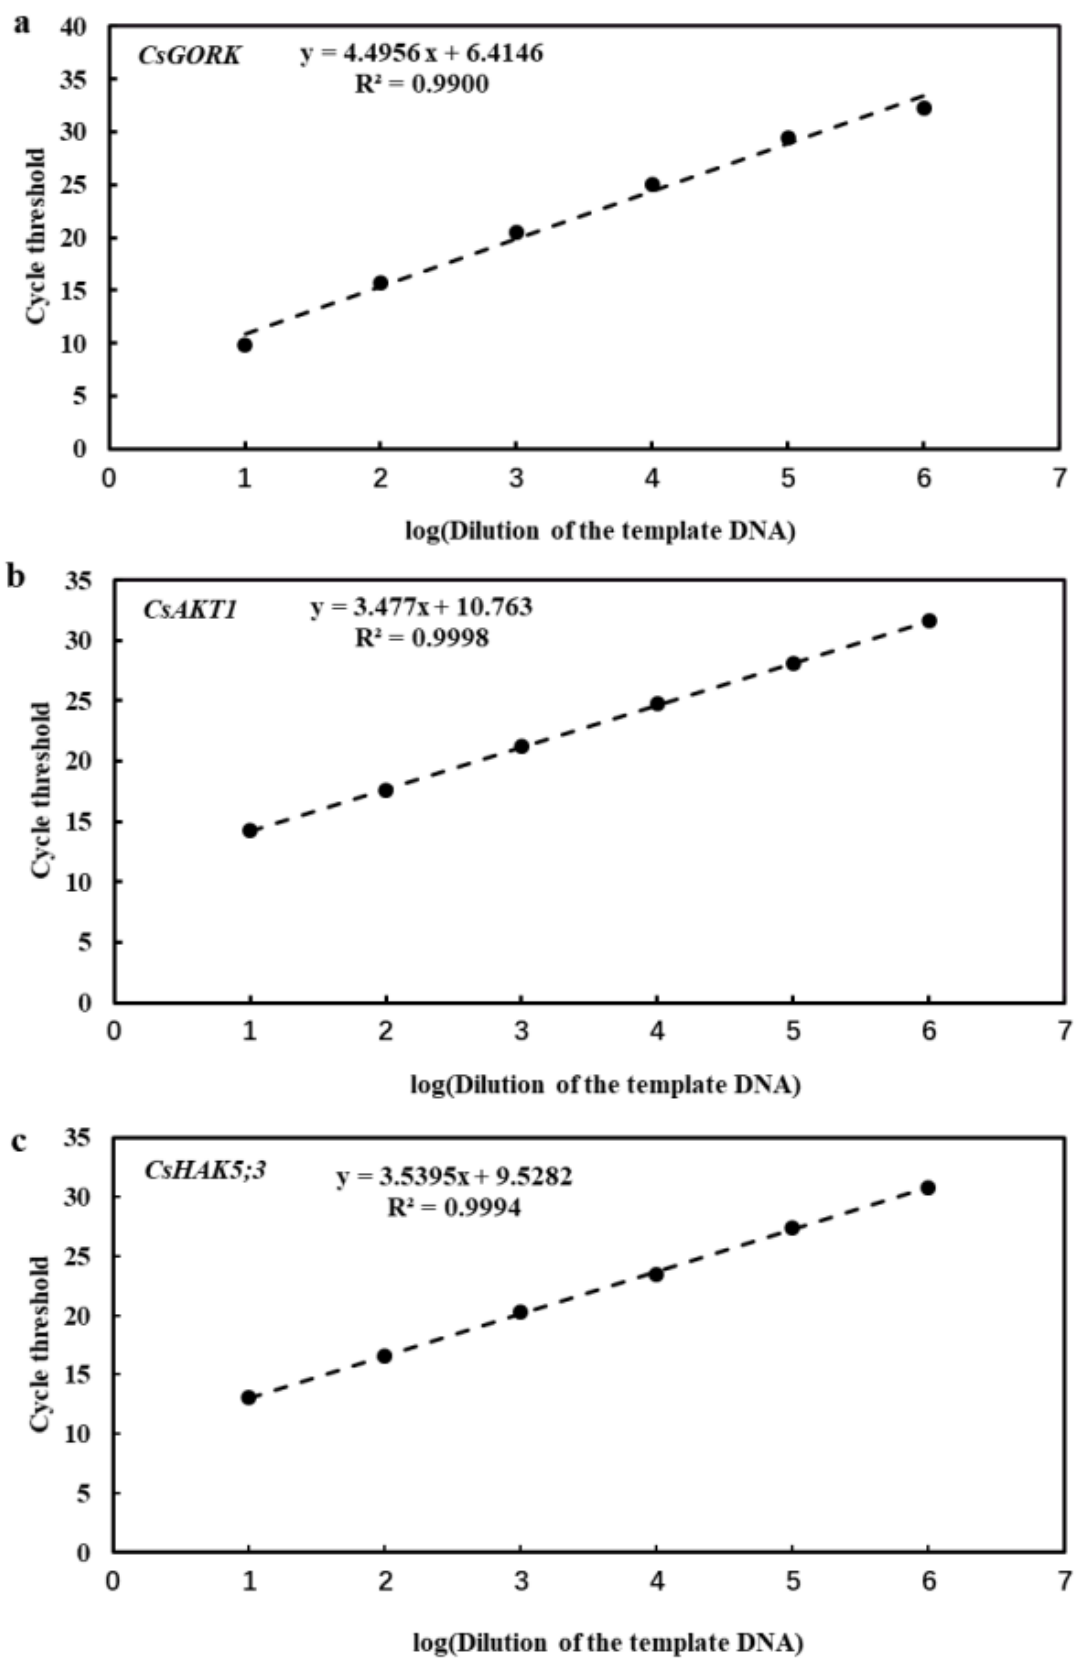 a
CsGORK
y = 4.4956x + 6.4146
R² = 0.9900
Cycle threshold
40
35
30
25
20
15
10
5
0
0 1 2 3 4 5 6 7
log(Dilution of the template DNA)
b
CsAKT1
y = 3.477x + 10.763
R² = 0.9998
Cycle threshold
35
30
25
20
15
10
5
0
0 1 2 3 4 5 6 7
log(Dilution of the template DNA)
c
CsHAK5;3
y = 3.5395x + 9.5282
R² = 0.9994
Cycle threshold
35
30
25
20
15
10
5
0
0 1 2 3 4 5 6 7
log(Dilution of the template DNA)